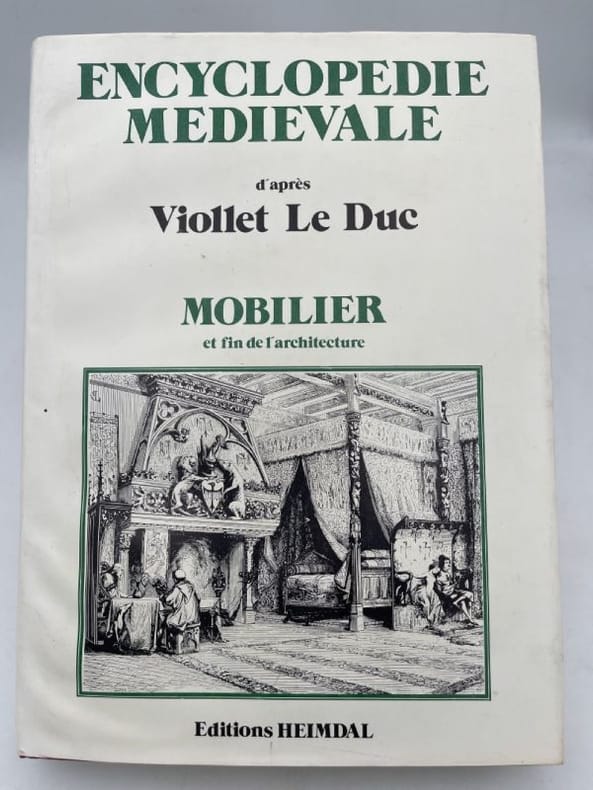 ENCYCLOPEDIE
MEDIEVALE
d'après
Viollet Le Duc
MOBILIER
et fin de l'architecture
Editions HEIMDAL